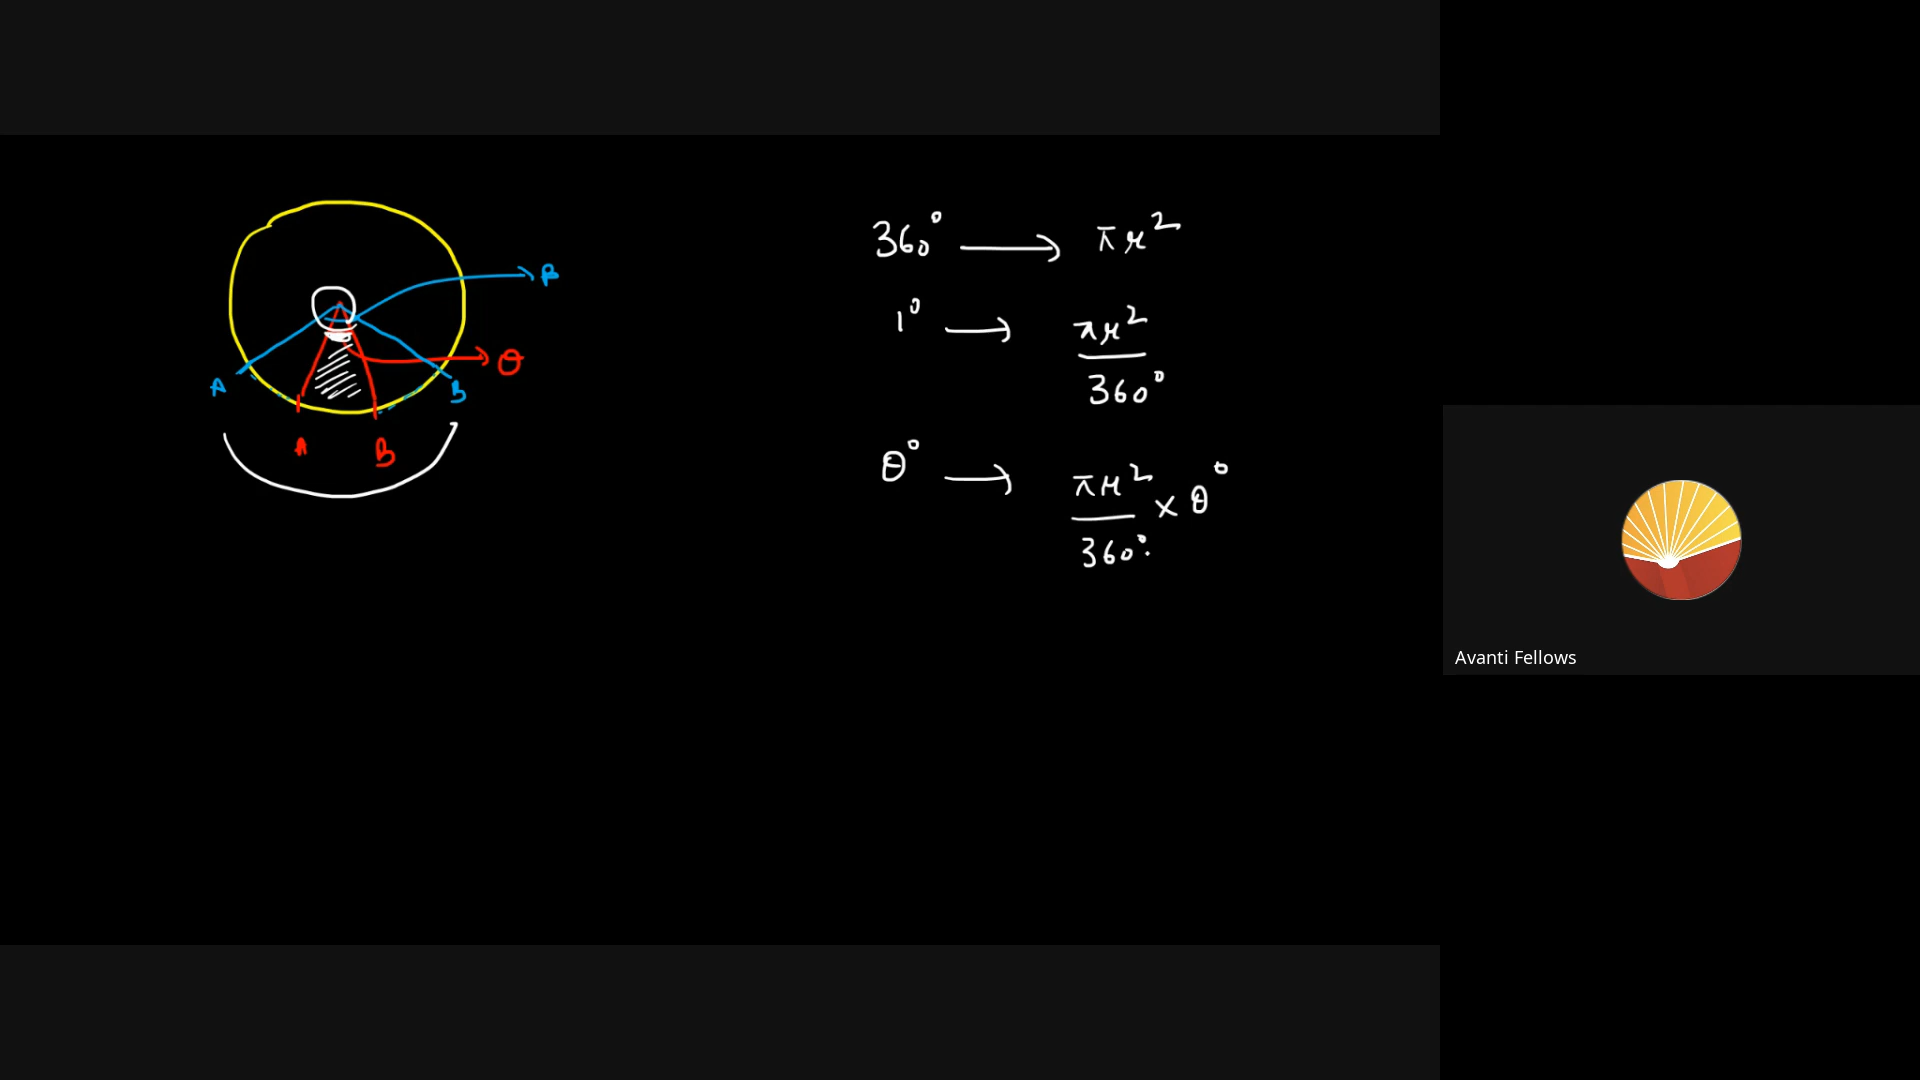 360° → πr²
1° → πr² / 360°
θ° → πr² / 360° × θ°
θ
A
B
A B
Avanti Fellows